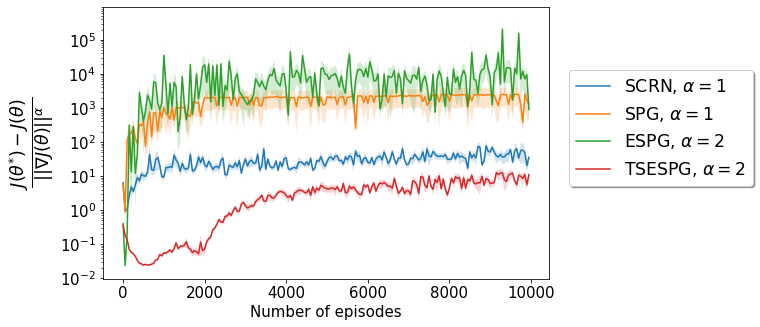 J(θ*) − J(θ)
||∇J(θ)||^α
10^5
10^4
10^3
10^2
10^1
10^0
10^−1
10^−2
0 2000 4000 6000 8000 10000
Number of episodes
SCRN, α = 1
SPG, α = 1
ESPG, α = 2
TSESPG, α = 2